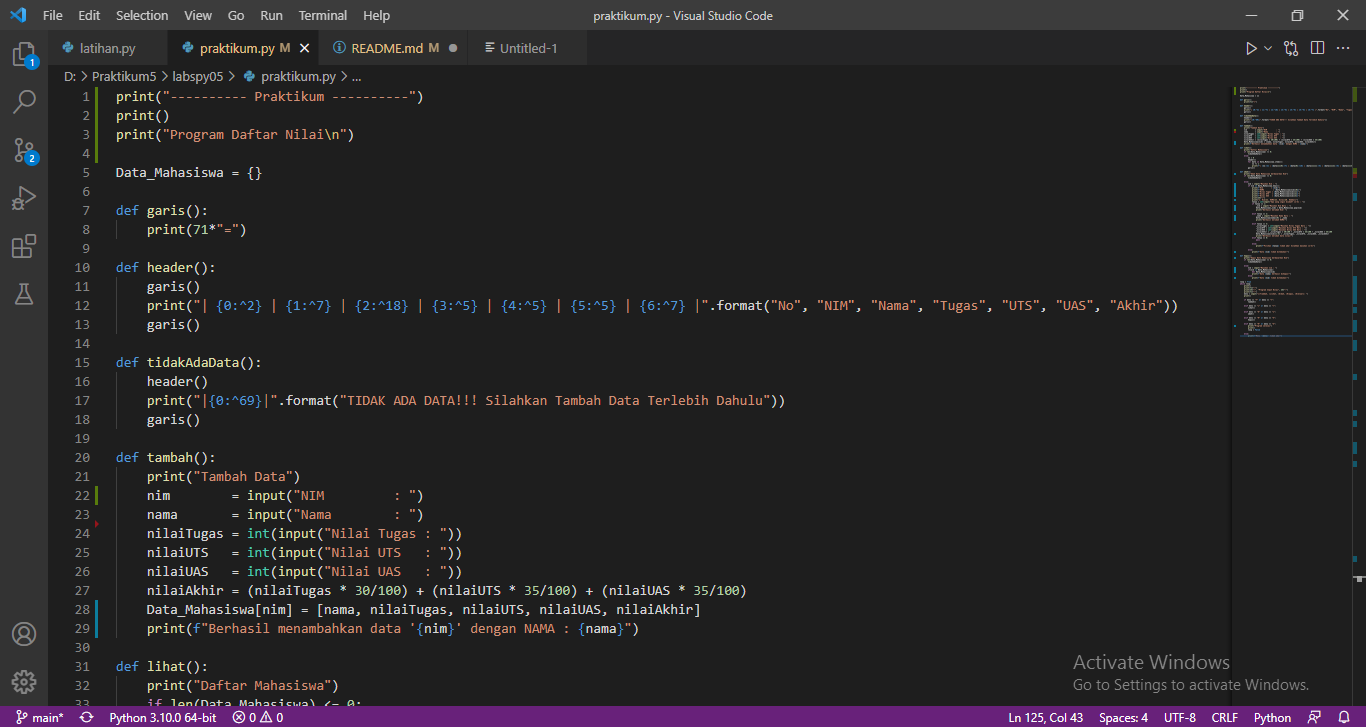 File Edit Selection View Go Run Terminal Help praktikum.py - Visual Studio Code
latihan.py praktikum.py M README.md M Untitled-1
D: > Praktikum5 > labspy05 > praktikum.py > ...
1 print("---------- Praktikum ----------")
2 print()
3 print("Program Daftar Nilai\n")
4
5 Data_Mahasiswa = {}
6
7 def garis():
8     print(71*"=")
9
10 def header():
11     garis()
12     print("| {0:^2} | {1:^7} | {2:^18} | {3:^5} | {4:^5} | {5:^5} | {6:^7} |".format("No", "NIM", "Nama", "Tugas", "UTS", "UAS", "Akhir"))
13     garis()
14
15 def tidakAdaData():
16     header()
17     print("|{0:^69}|".format("TIDAK ADA DATA!!! Silahkan Tambah Data Terlebih Dahulu"))
18     garis()
19
20 def tambah():
21     print("Tambah Data")
22     nim        = input("NIM         : ")
23     nama       = input("Nama        : ")
24     nilaiTugas = int(input("Nilai Tugas : "))
25     nilaiUTS   = int(input("Nilai UTS   : "))
26     nilaiUAS   = int(input("Nilai UAS   : "))
27     nilaiAkhir = (nilaiTugas * 30/100) + (nilaiUTS * 35/100) + (nilaiUAS * 35/100)
28     Data_Mahasiswa[nim] = [nama, nilaiTugas, nilaiUTS, nilaiUAS, nilaiAkhir]
29     print(f"Berhasil menambahkan data '{nim}' dengan NAMA : {nama}")
30
31 def lihat():
32     print("Daftar Mahasiswa")
33     if len(Data_Mahasiswa) <= 0:
1
2
Activate Windows
Go to Settings to activate Windows.
main* Python 3.10.0 64-bit 0 0 Ln 125, Col 43 Spaces: 4 UTF-8 CRLF Python